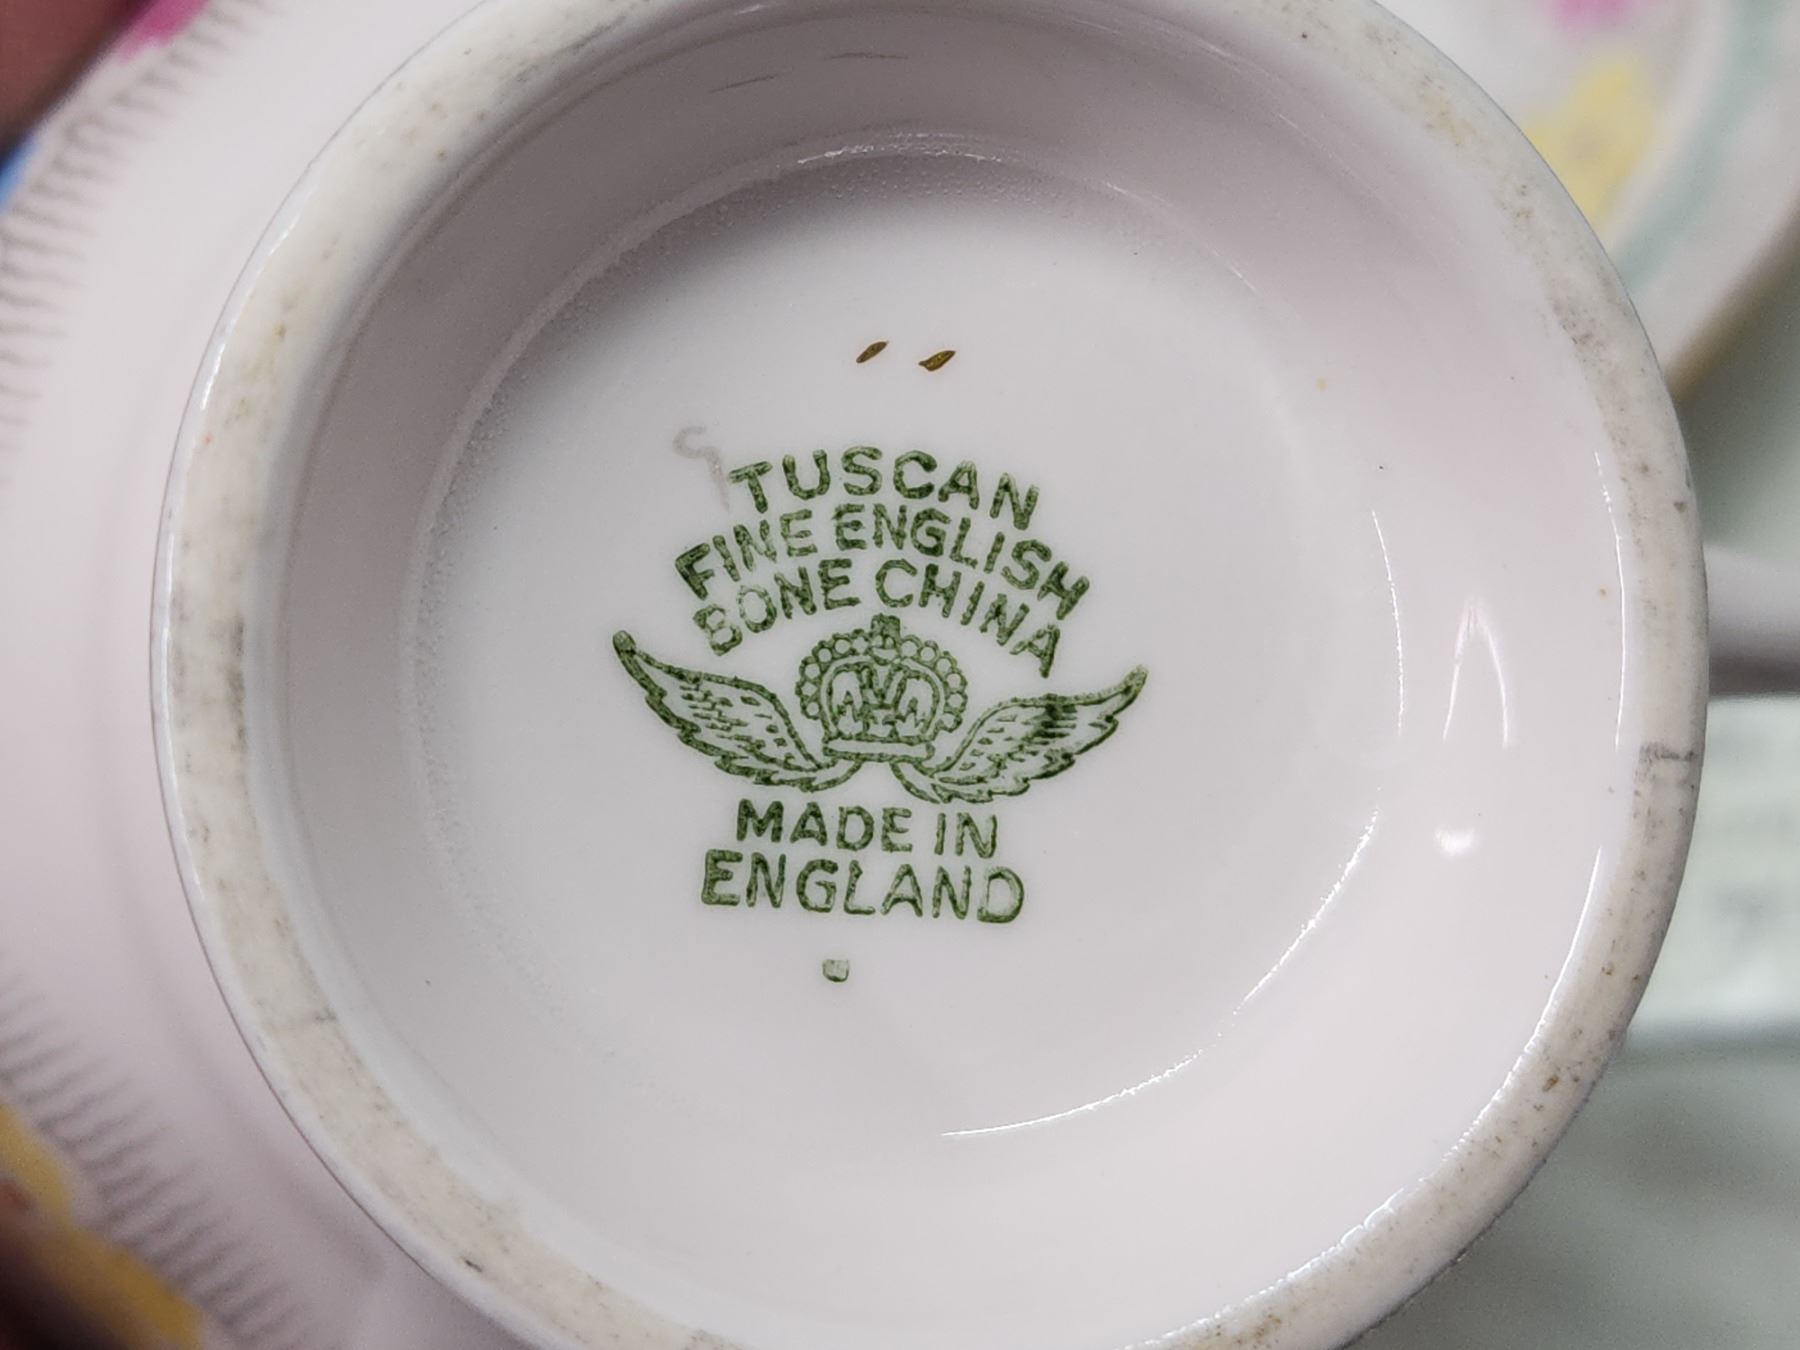 TUSCAN
FINE ENGLISH
BONE CHINA
MADE IN
ENGLAND